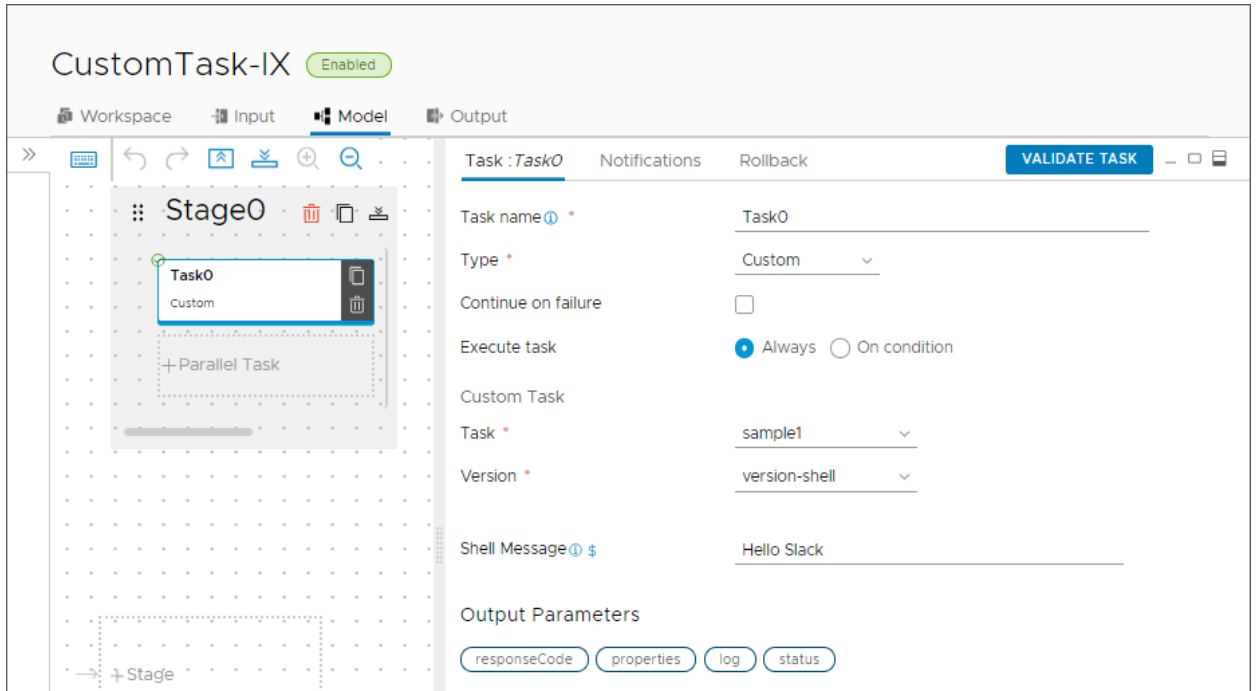 CustomTask-IX Enabled
Workspace Input Model Output
Task :Task0 Notifications Rollback VALIDATE TASK
Stage0
Task0
Custom
+Parallel Task
+Stage
Task name * Task0
Type * Custom
Continue on failure
Execute task Always On condition
Custom Task
Task * sample1
Version * version-shell
Shell Message $ Hello Slack
Output Parameters
responseCode properties log status